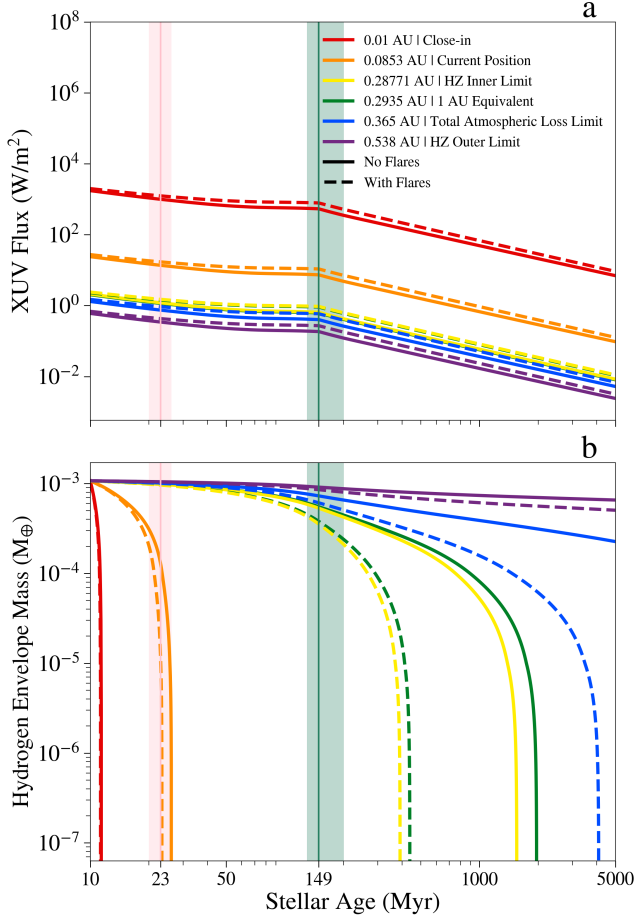 a
10^8
10^6
10^4
10^2
10^0
10^−2
XUV Flux (W/m^2)
0.01 AU | Close-in
0.0853 AU | Current Position
0.28771 AU | HZ Inner Limit
0.2935 AU | 1 AU Equivalent
0.365 AU | Total Atmospheric Loss Limit
0.538 AU | HZ Outer Limit
No Flares
With Flares
b
10^−3
10^−4
10^−5
10^−6
10^−7
Hydrogen Envelope Mass (M_⊕)
10 23 50 149 1000 5000
Stellar Age (Myr)